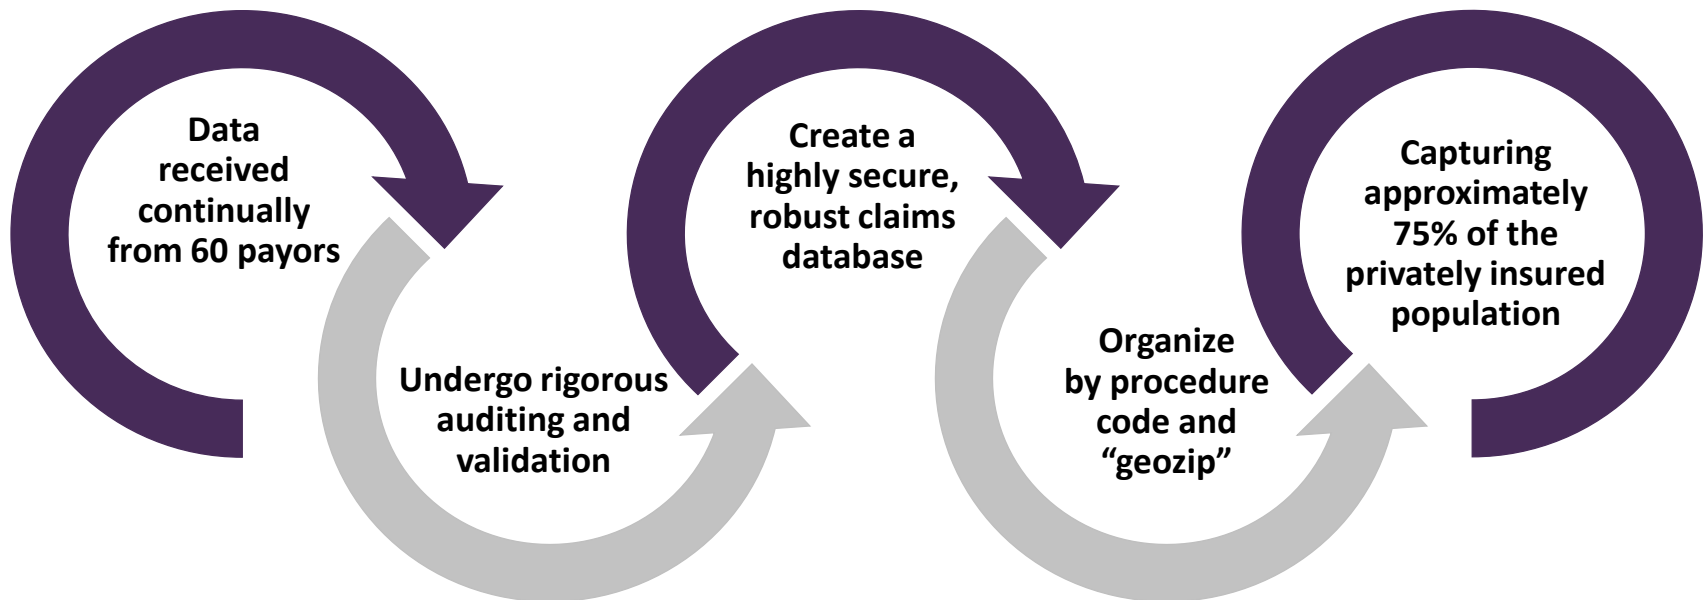 Data
received
continually
from 60 payors
Undergo rigorous
auditing and
validation
Create a
highly secure,
robust claims
database
Organize
by procedure
code and
“geozip”
Capturing
approximately
75% of the
privately insured
population